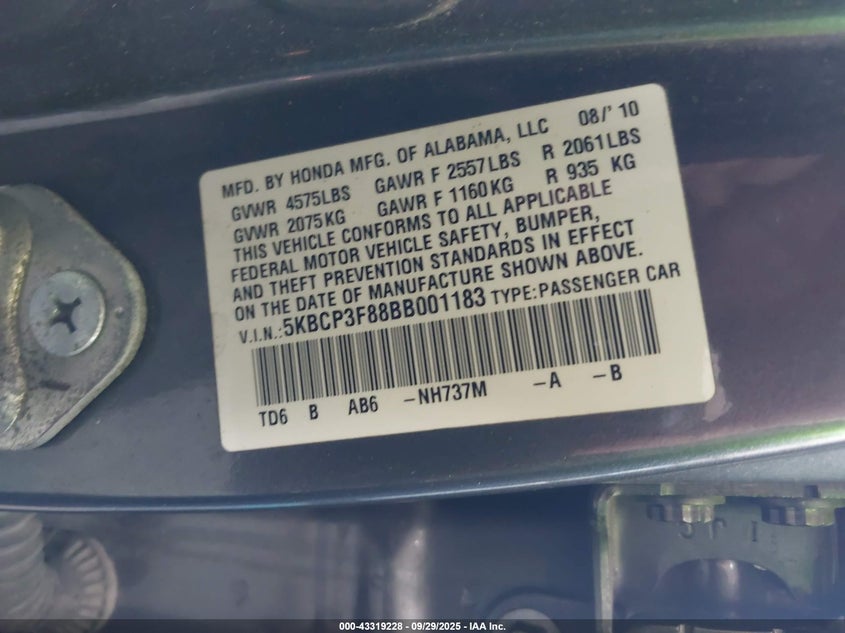 MFD. BY HONDA MFG. OF ALABAMA, LLC 08/'10
GVWR 4575LBS GAWR F 2557LBS R 2061LBS
GVWR 2075KG GAWR F 1160KG R 935 KG
THIS VEHICLE CONFORMS TO ALL APPLICABLE
FEDERAL MOTOR VEHICLE SAFETY, BUMPER,
AND THEFT PREVENTION STANDARDS IN EFFECT
ON THE DATE OF MANUFACTURE SHOWN ABOVE.
V.I.N.:5KBCP3F88BB001183 TYPE:PASSENGER CAR
TD6 B AB6 -NH737M -A -B
000-43319228 - 09/29/2025 - IAA Inc.